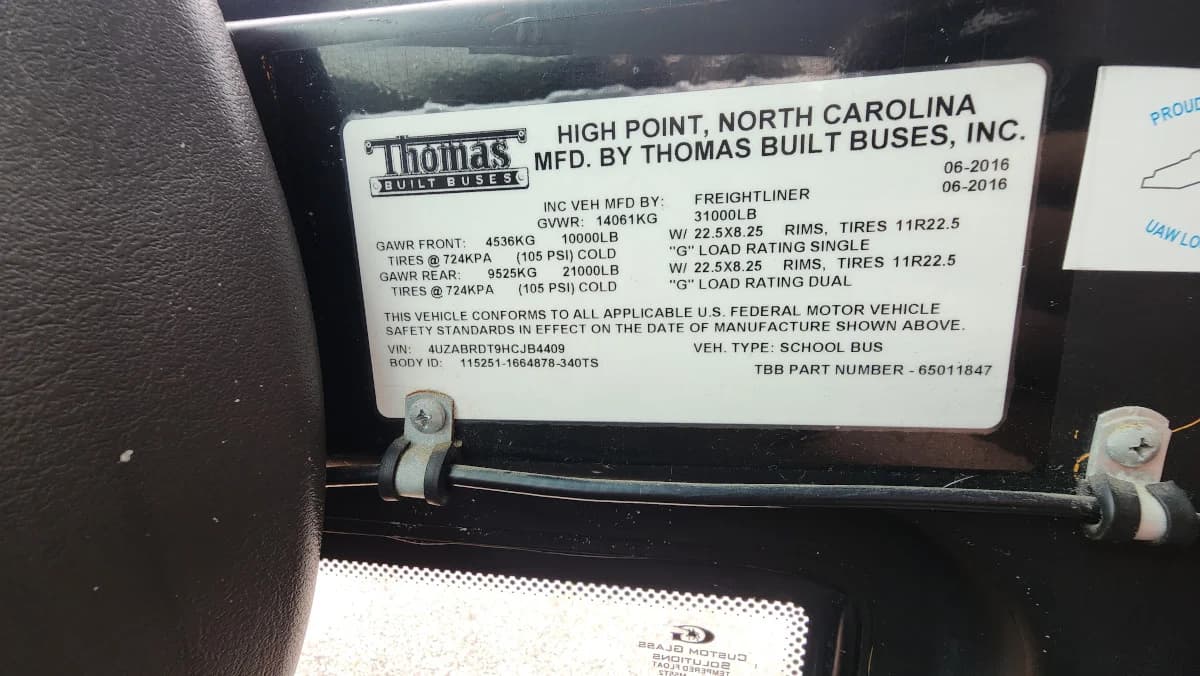 Thomas
BUILT BUSES
HIGH POINT, NORTH CAROLINA
MFD. BY THOMAS BUILT BUSES, INC.
06-2016
INC VEH MFD BY: FREIGHTLINER 06-2016
GVWR: 14061KG 31000LB
GAWR FRONT: 4536KG 10000LB W/ 22.5X8.25 RIMS, TIRES 11R22.5
TIRES @ 724KPA (105 PSI) COLD "G" LOAD RATING SINGLE
GAWR REAR: 9525KG 21000LB W/ 22.5X8.25 RIMS, TIRES 11R22.5
TIRES @ 724KPA (105 PSI) COLD "G" LOAD RATING DUAL
THIS VEHICLE CONFORMS TO ALL APPLICABLE U.S. FEDERAL MOTOR VEHICLE
SAFETY STANDARDS IN EFFECT ON THE DATE OF MANUFACTURE SHOWN ABOVE.
VIN: 4UZABRDT9HCJB4409 VEH. TYPE: SCHOOL BUS
BODY ID: 115251-1664878-340TS
TBB PART NUMBER - 65011847
PROUD
UAW LO
CUSTOM GLASS
SOLUTIONS
TEMPERED FLOAT